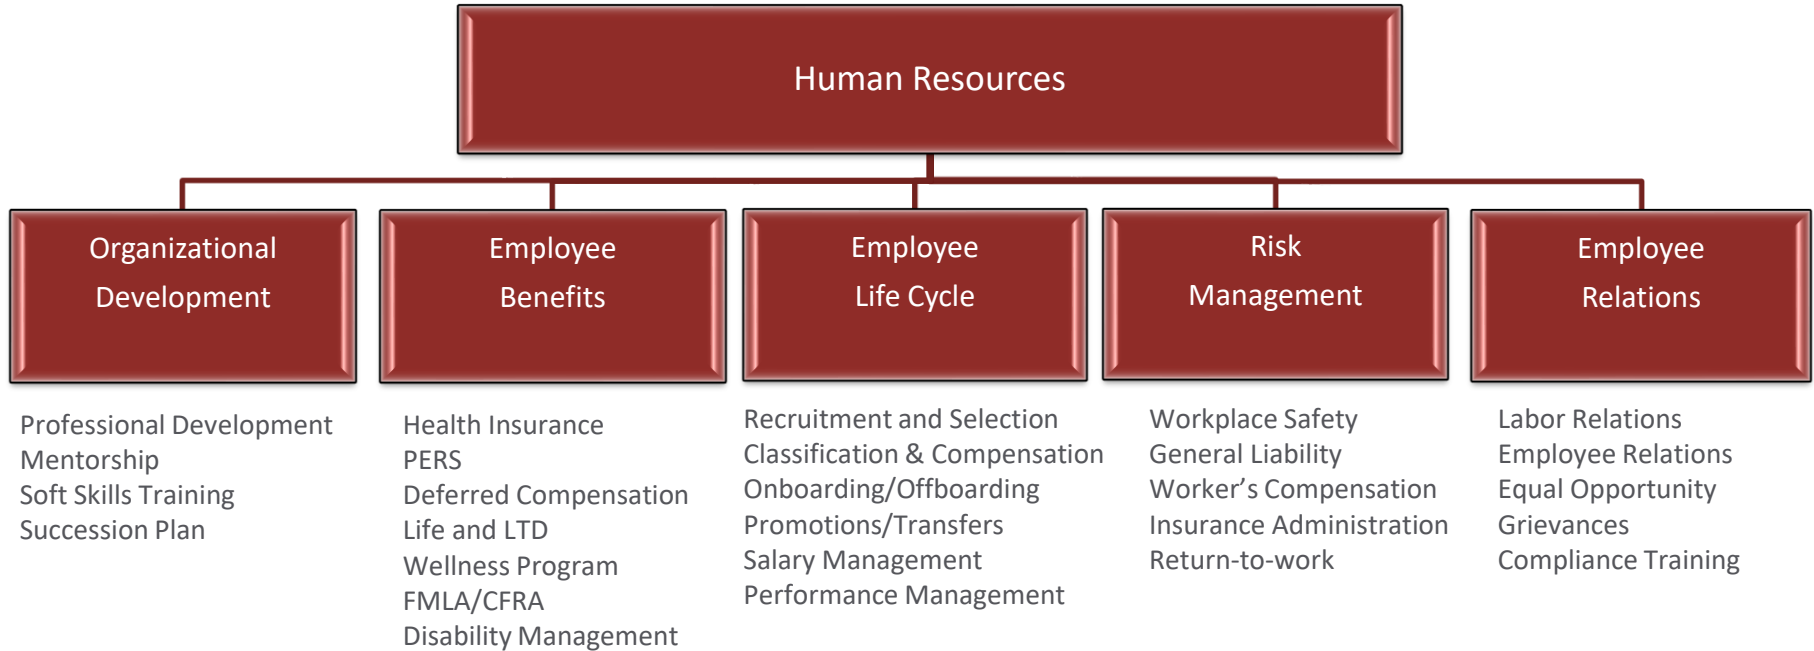 Human Resources
Organizational
Development
Employee
Benefits
Employee
Life Cycle
Risk
Management
Employee
Relations
Professional Development
Mentorship
Soft Skills Training
Succession Plan
Health Insurance
PERS
Deferred Compensation
Life and LTD
Wellness Program
FMLA/CFRA
Disability Management
Recruitment and Selection
Classification & Compensation
Onboarding/Offboarding
Promotions/Transfers
Salary Management
Performance Management
Workplace Safety
General Liability
Worker’s Compensation
Insurance Administration
Return-to-work
Labor Relations
Employee Relations
Equal Opportunity
Grievances
Compliance Training